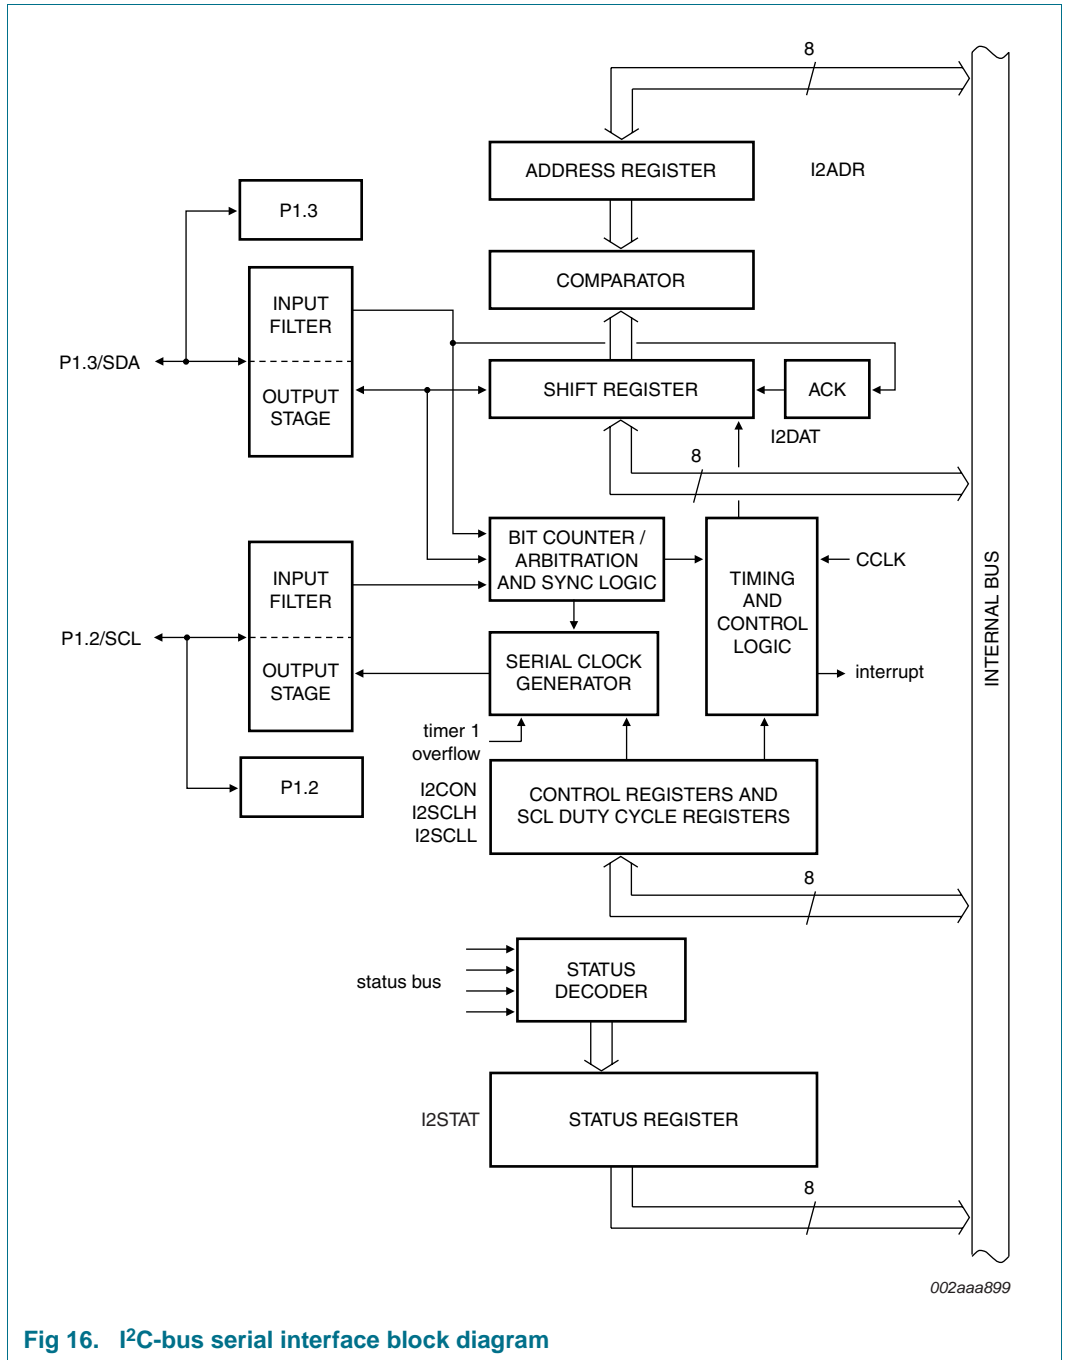 8
ADDRESS REGISTER
I2ADR
P1.3
COMPARATOR
INPUT
FILTER
P1.3/SDA
OUTPUT
STAGE
SHIFT REGISTER
ACK
I2DAT
8
BIT COUNTER /
ARBITRATION
AND SYNC LOGIC
INPUT
FILTER
P1.2/SCL
OUTPUT
STAGE
TIMING
AND
CONTROL
LOGIC
CCLK
interrupt
SERIAL CLOCK
GENERATOR
timer 1
overflow
P1.2
I2CON
I2SCLH
I2SCLL
CONTROL REGISTERS AND
SCL DUTY CYCLE REGISTERS
INTERNAL BUS
8
status bus
STATUS
DECODER
I2STAT
STATUS REGISTER
8
002aaa899
Fig 16. I²C-bus serial interface block diagram